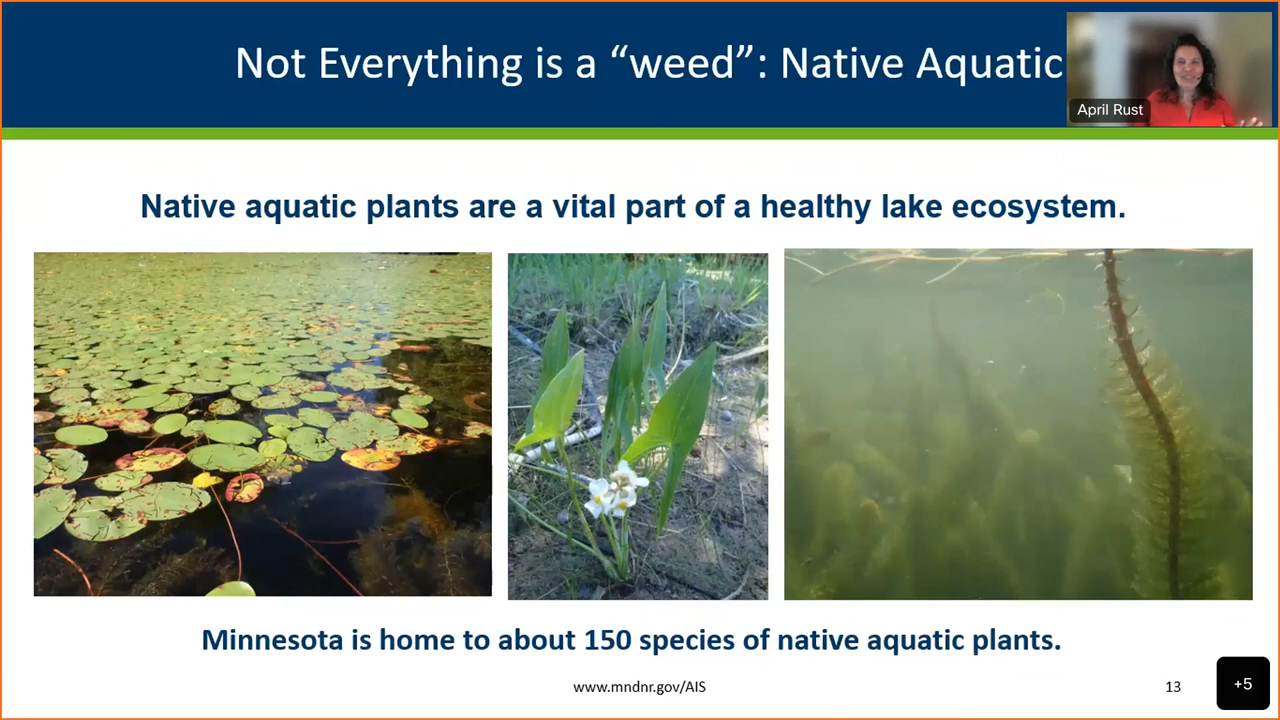 Not Everything is a “weed”: Native Aquatic
April Rust
Native aquatic plants are a vital part of a healthy lake ecosystem.
Minnesota is home to about 150 species of native aquatic plants.
www.mndnr.gov/AIS
13
+5